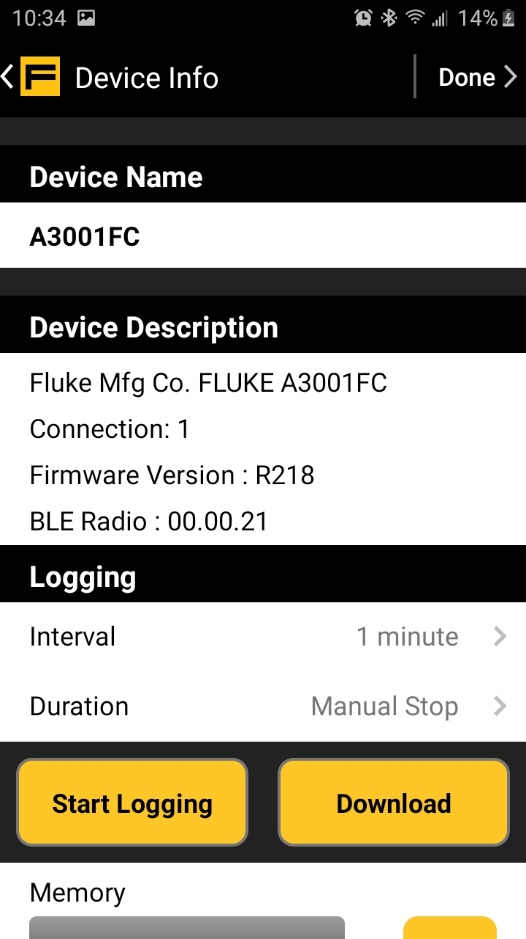 10:34 14%
Device Info Done
Device Name
A3001FC
Device Description
Fluke Mfg Co. FLUKE A3001FC
Connection: 1
Firmware Version : R218
BLE Radio : 00.00.21
Logging
Interval 1 minute
Duration Manual Stop
Start Logging Download
Memory